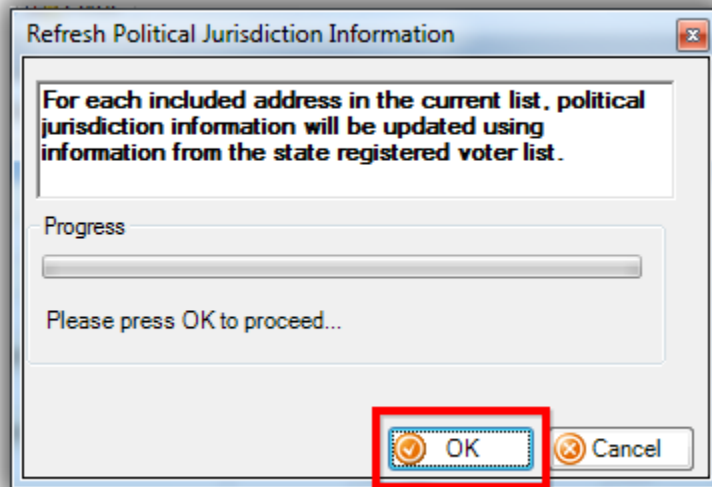 Refresh Political Jurisdiction Information
For each included address in the current list, political
jurisdiction information will be updated using
information from the state registered voter list.
Progress
Please press OK to proceed...
OK
Cancel